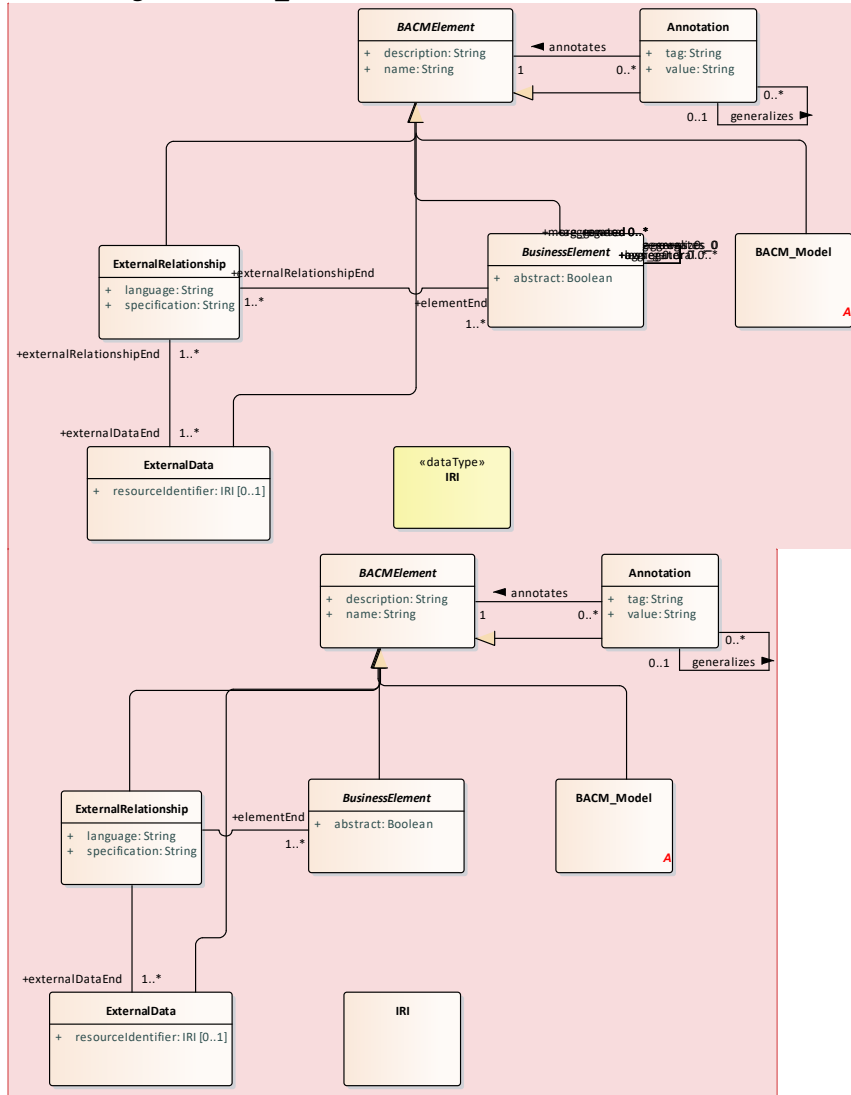 BACMElement
+ description: String
+ name: String
◄ annotates
1
0..*
Annotation
+ tag: String
+ value: String
0..*
0..1
generalizes ►
ExternalRelationship
+ language: String
+ specification: String
+externalRelationshipEnd
1..*
BusinessElement
+ abstract: Boolean
+elementEnd
1..*
BACM_Model
A
+externalRelationshipEnd 1..*
+externalDataEnd 1..*
ExternalData
+ resourceIdentifier: IRI [0..1]
«dataType»
IRI
BACMElement
+ description: String
+ name: String
◄ annotates
1
0..*
Annotation
+ tag: String
+ value: String
0..*
0..1
generalizes ►
ExternalRelationship
+ language: String
+ specification: String
+elementEnd
1..*
BusinessElement
+ abstract: Boolean
BACM_Model
A
+externalDataEnd 1..*
ExternalData
+ resourceIdentifier: IRI [0..1]
IRI